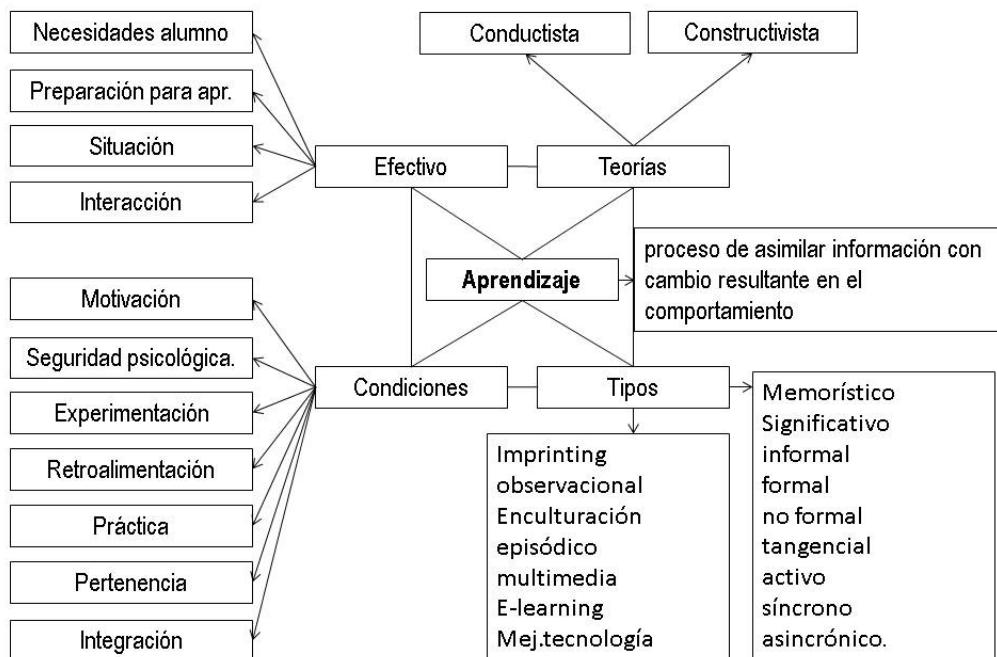 Necesidades alumno
Preparación para apr.
Situación
Interacción
Conductista
Constructivista
Efectivo
Teorías
Aprendizaje
proceso de asimilar información con
cambio resultante en el
comportamiento
Motivación
Seguridad psicológica.
Experimentación
Retroalimentación
Práctica
Pertenencia
Integración
Condiciones
Tipos
Imprinting
observacional
Enculturación
episódico
multimedia
E-learning
Mej.tecnología
Memorístico
Significativo
informal
formal
no formal
tangencial
activo
síncrono
asincrónico.